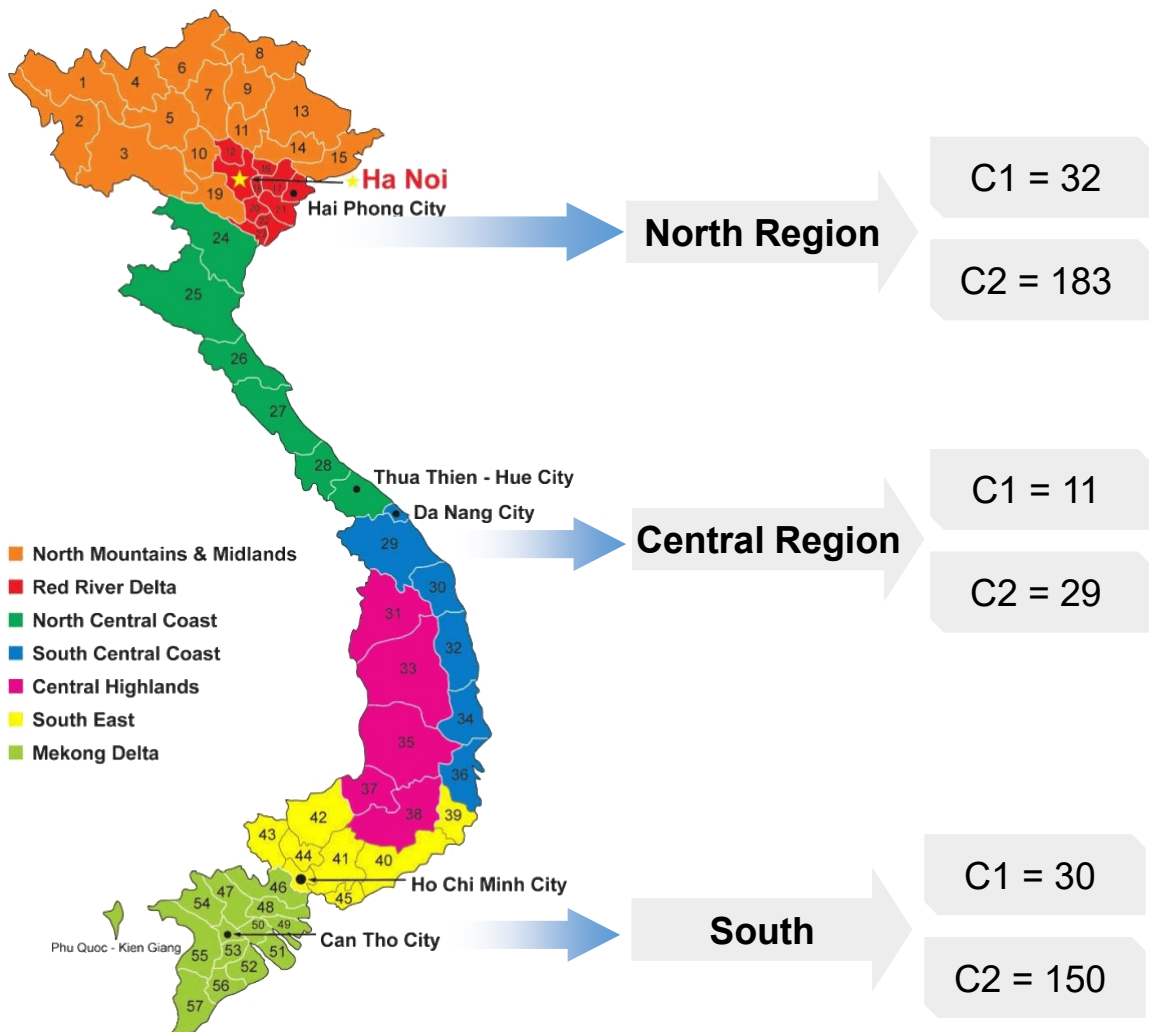 8
6
1
4
7
9
2
5
13
11
3
10
14
12
15
Ha Noi
19
17
Hai Phong City
24
25
26
27
28
Thua Thien - Hue City
Da Nang City
29
30
31
32
33
34
35
36
37
38
39
42
43
44
41
40
Ho Chi Minh City
45
46
47
48
54
50
49
Can Tho City
Phu Quoc - Kien Giang
53
51
55
52
56
57
North Mountains & Midlands
Red River Delta
North Central Coast
South Central Coast
Central Highlands
South East
Mekong Delta
North Region
C1 = 32
C2 = 183
Central Region
C1 = 11
C2 = 29
South
C1 = 30
C2 = 150